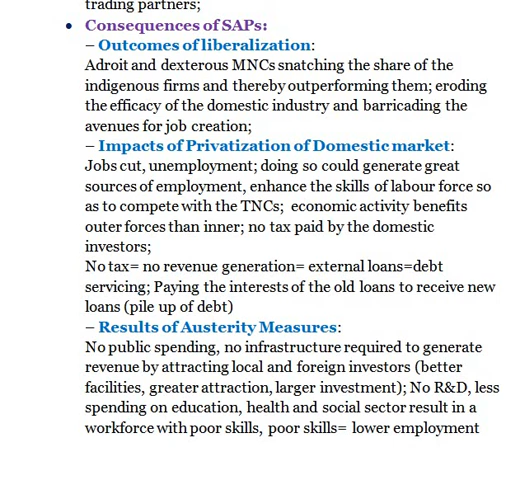 trading partners;
• Consequences of SAPs:
– Outcomes of liberalization:
Adroit and dexterous MNCs snatching the share of the
indigenous firms and thereby outperforming them; eroding
the efficacy of the domestic industry and barricading the
avenues for job creation;
– Impacts of Privatization of Domestic market:
Jobs cut, unemployment; doing so could generate great
sources of employment, enhance the skills of labour force so
as to compete with the TNCs; economic activity benefits
outer forces than inner; no tax paid by the domestic
investors;
No tax= no revenue generation= external loans=debt
servicing; Paying the interests of the old loans to receive new
loans (pile up of debt)
– Results of Austerity Measures:
No public spending, no infrastructure required to generate
revenue by attracting local and foreign investors (better
facilities, greater attraction, larger investment); No R&D, less
spending on education, health and social sector result in a
workforce with poor skills, poor skills= lower employment